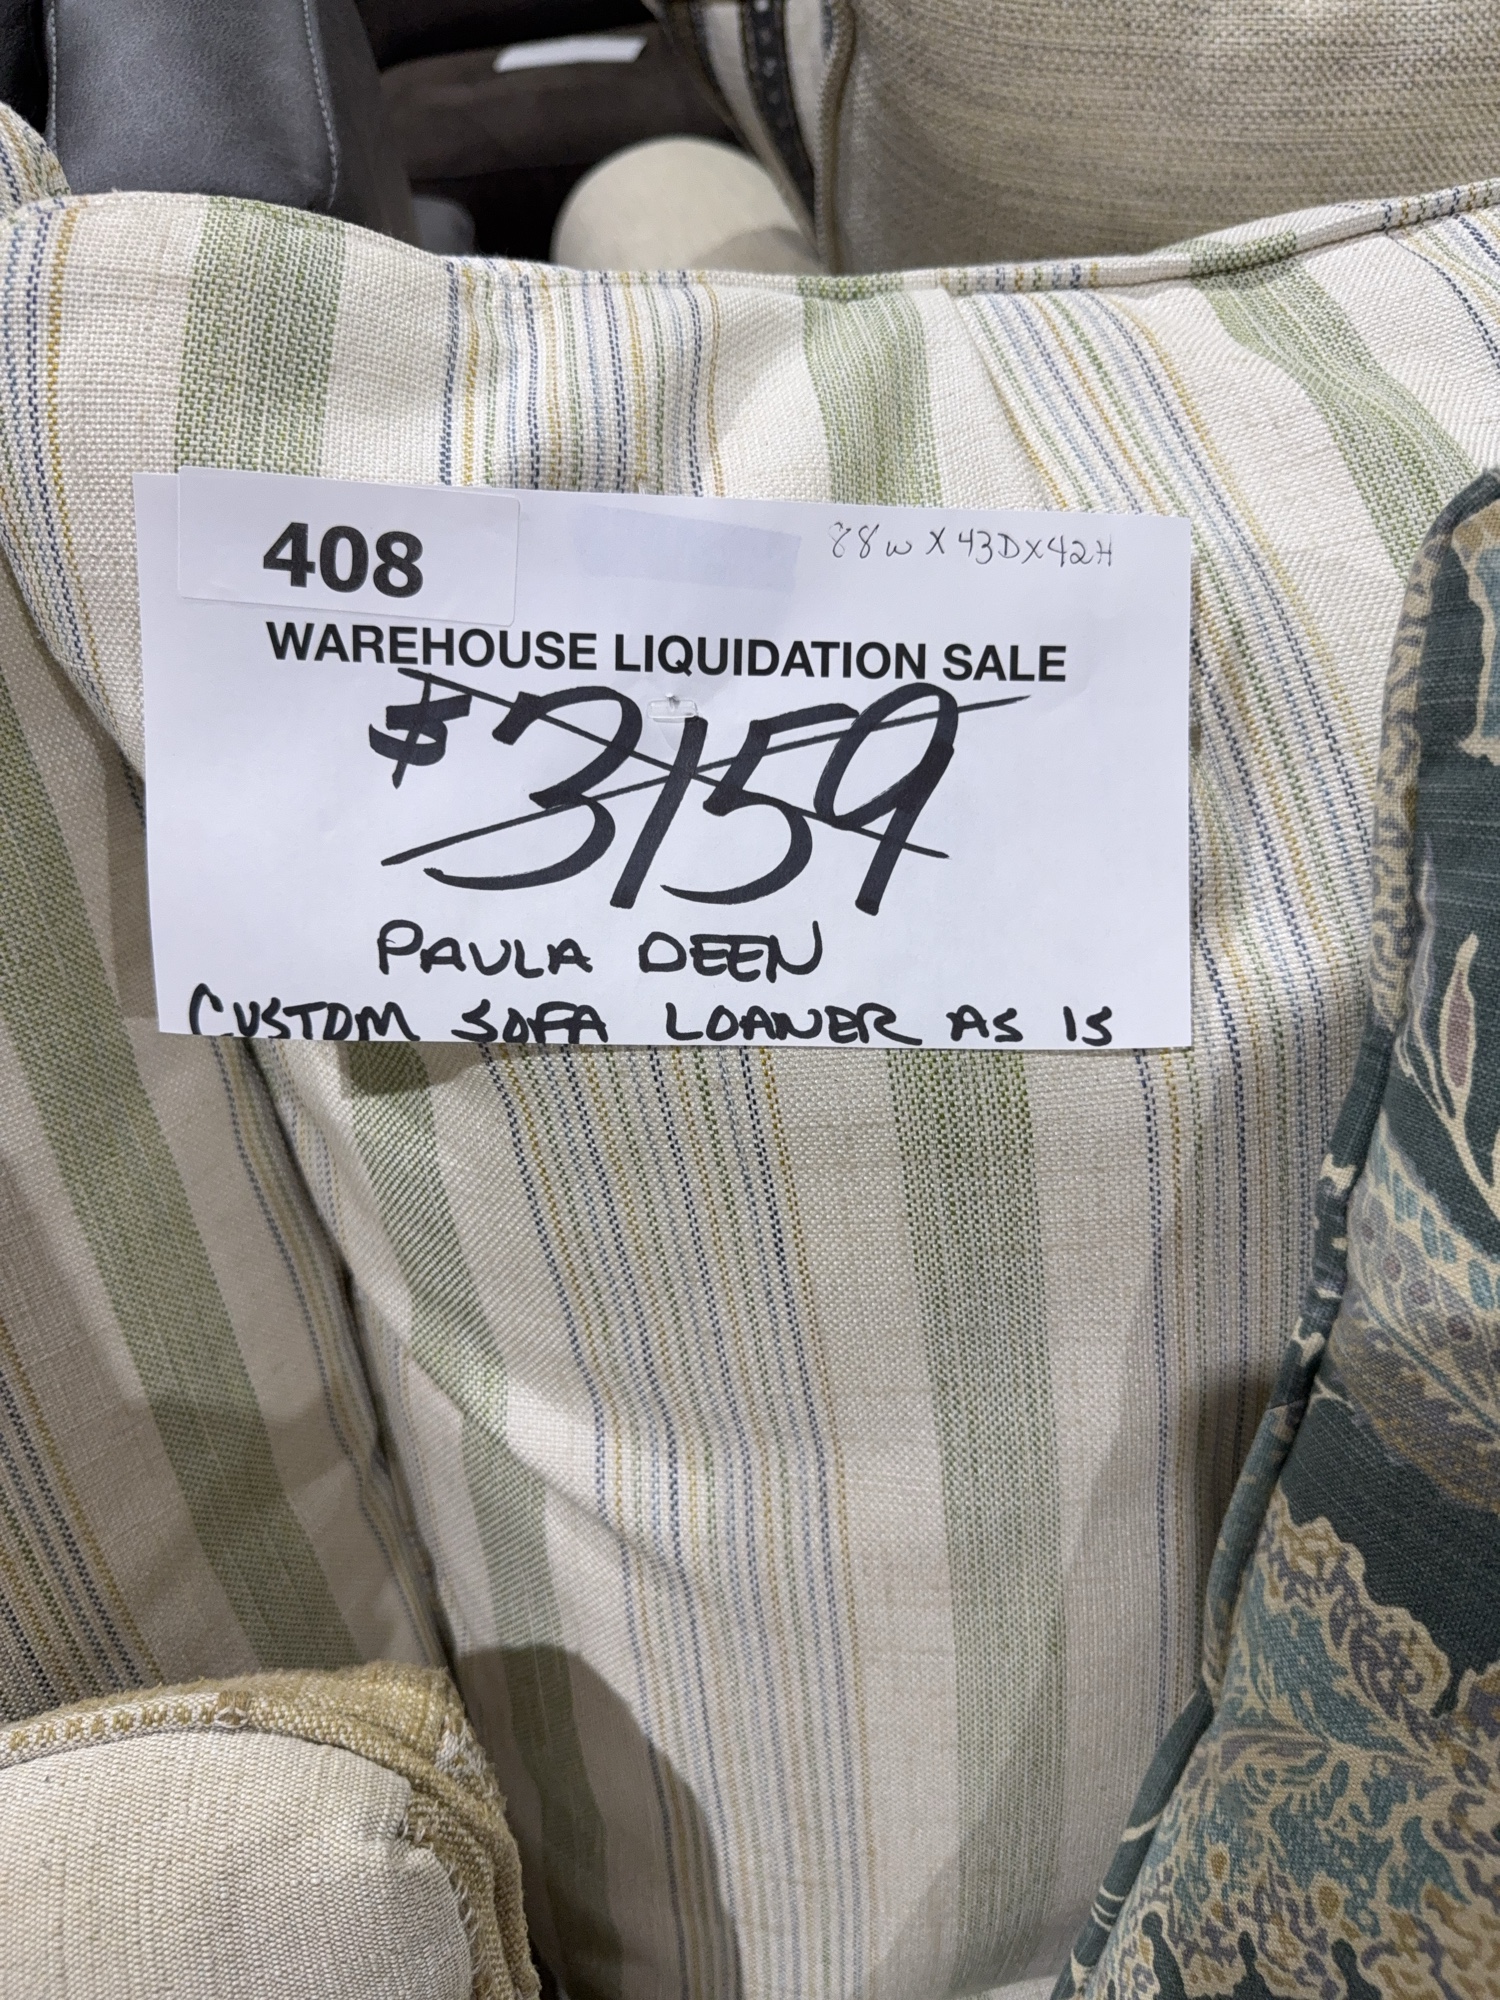 408
88W X 43D X 42H
WAREHOUSE LIQUIDATION SALE
$3159
PAULA DEEN
CUSTOM SOFA LOANER AS IS